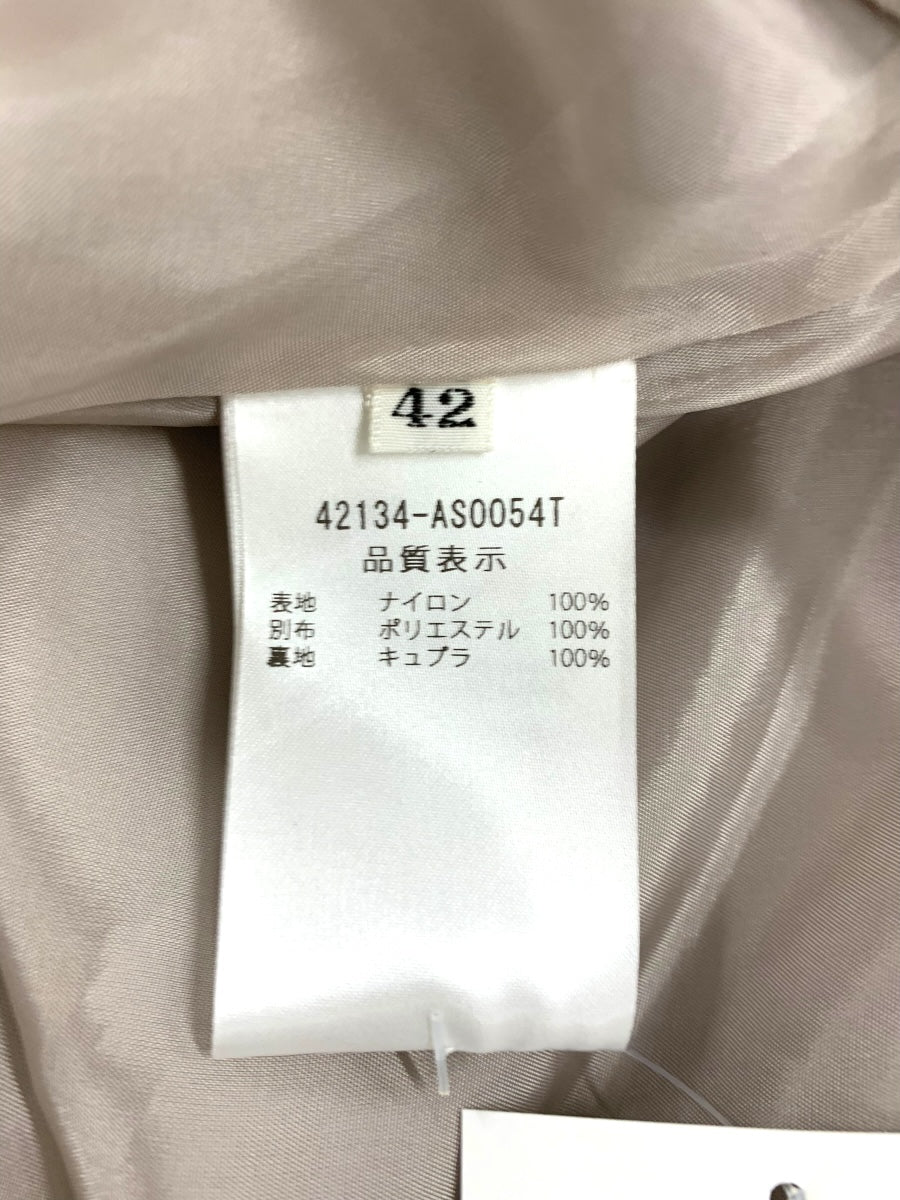 42
42134-AS0054T
品質表示
表地 ナイロン 100%
別布 ポリエステル 100%
裏地 キュプラ 100%